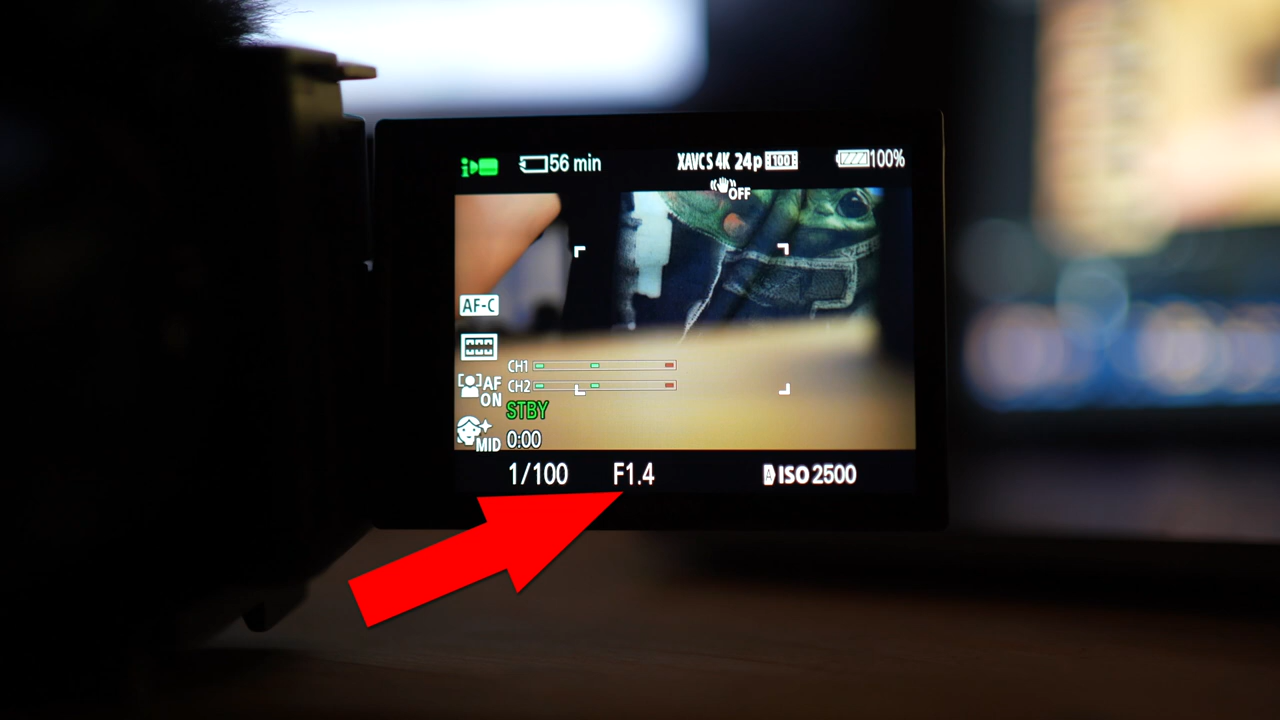 56 min XAVC S 4K 24p 100 100%
OFF
AF-C
CH1
AF ON CH2
STBY
MID 0:00
1/100 F1.4 A ISO 2500